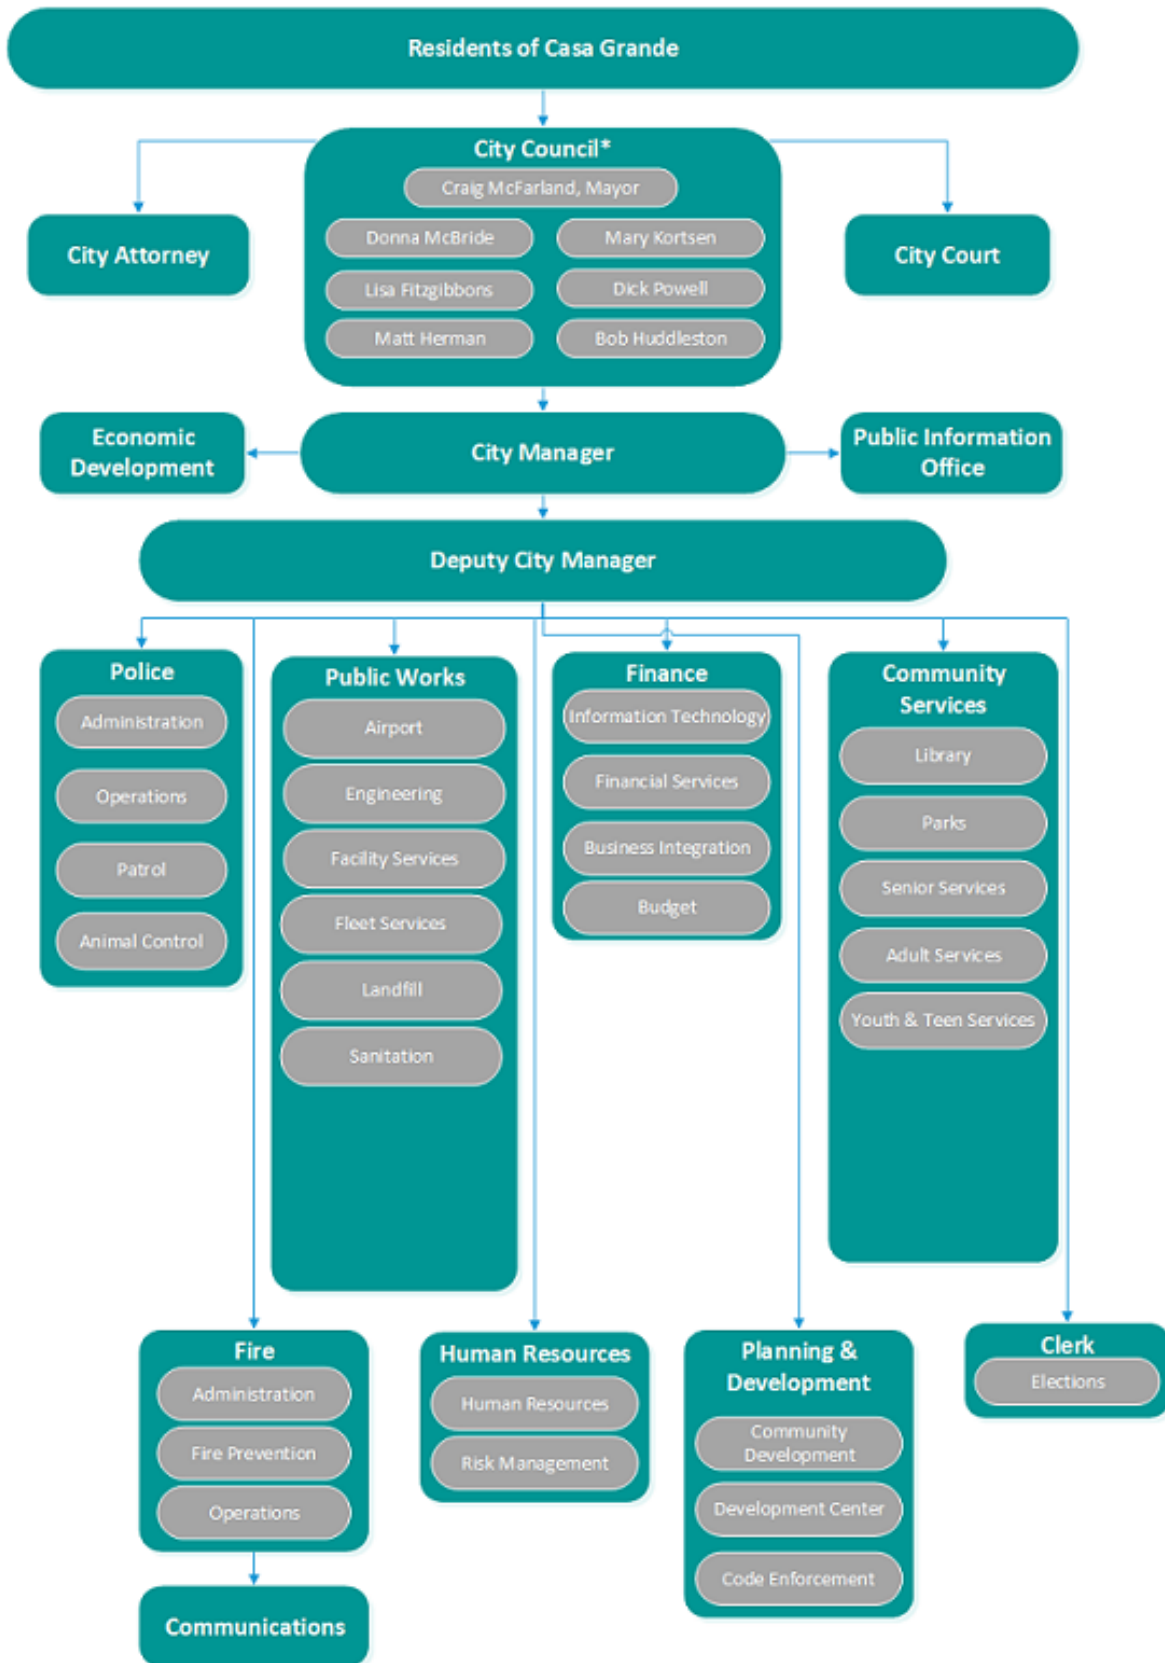 Residents of Casa Grande
City Council*
Craig McFarland, Mayor
Donna McBride
Mary Kortsen
Lisa Fitzgibbons
Dick Powell
Matt Herman
Bob Huddleston
City Attorney
City Court
Economic
Development
City Manager
Public Information
Office
Deputy City Manager
Police
Administration
Operations
Patrol
Animal Control
Public Works
Airport
Engineering
Facility Services
Fleet Services
Landfill
Sanitation
Finance
Information Technology
Financial Services
Business Integration
Budget
Community
Services
Library
Parks
Senior Services
Adult Services
Youth & Teen Services
Fire
Administration
Fire Prevention
Operations
Communications
Human Resources
Human Resources
Risk Management
Planning &
Development
Community
Development
Development Center
Code Enforcement
Clerk
Elections